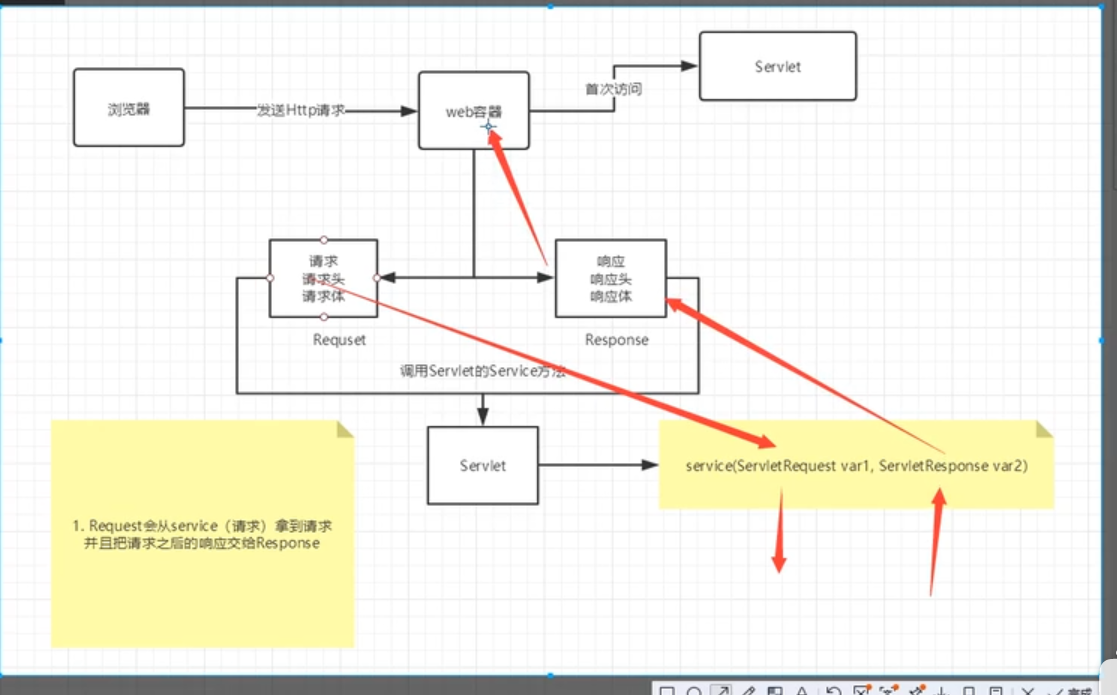 浏览器
发送Http请求
web容器
首次访问
Servlet
请求
请求头
请求体
响应
响应头
响应体
Requset
Response
调用Servlet的Service方法
Servlet
service(ServletRequest var1, ServletResponse var2)
1. Request会从service（请求）拿到请求
并且把请求之后的响应交给Response
完成